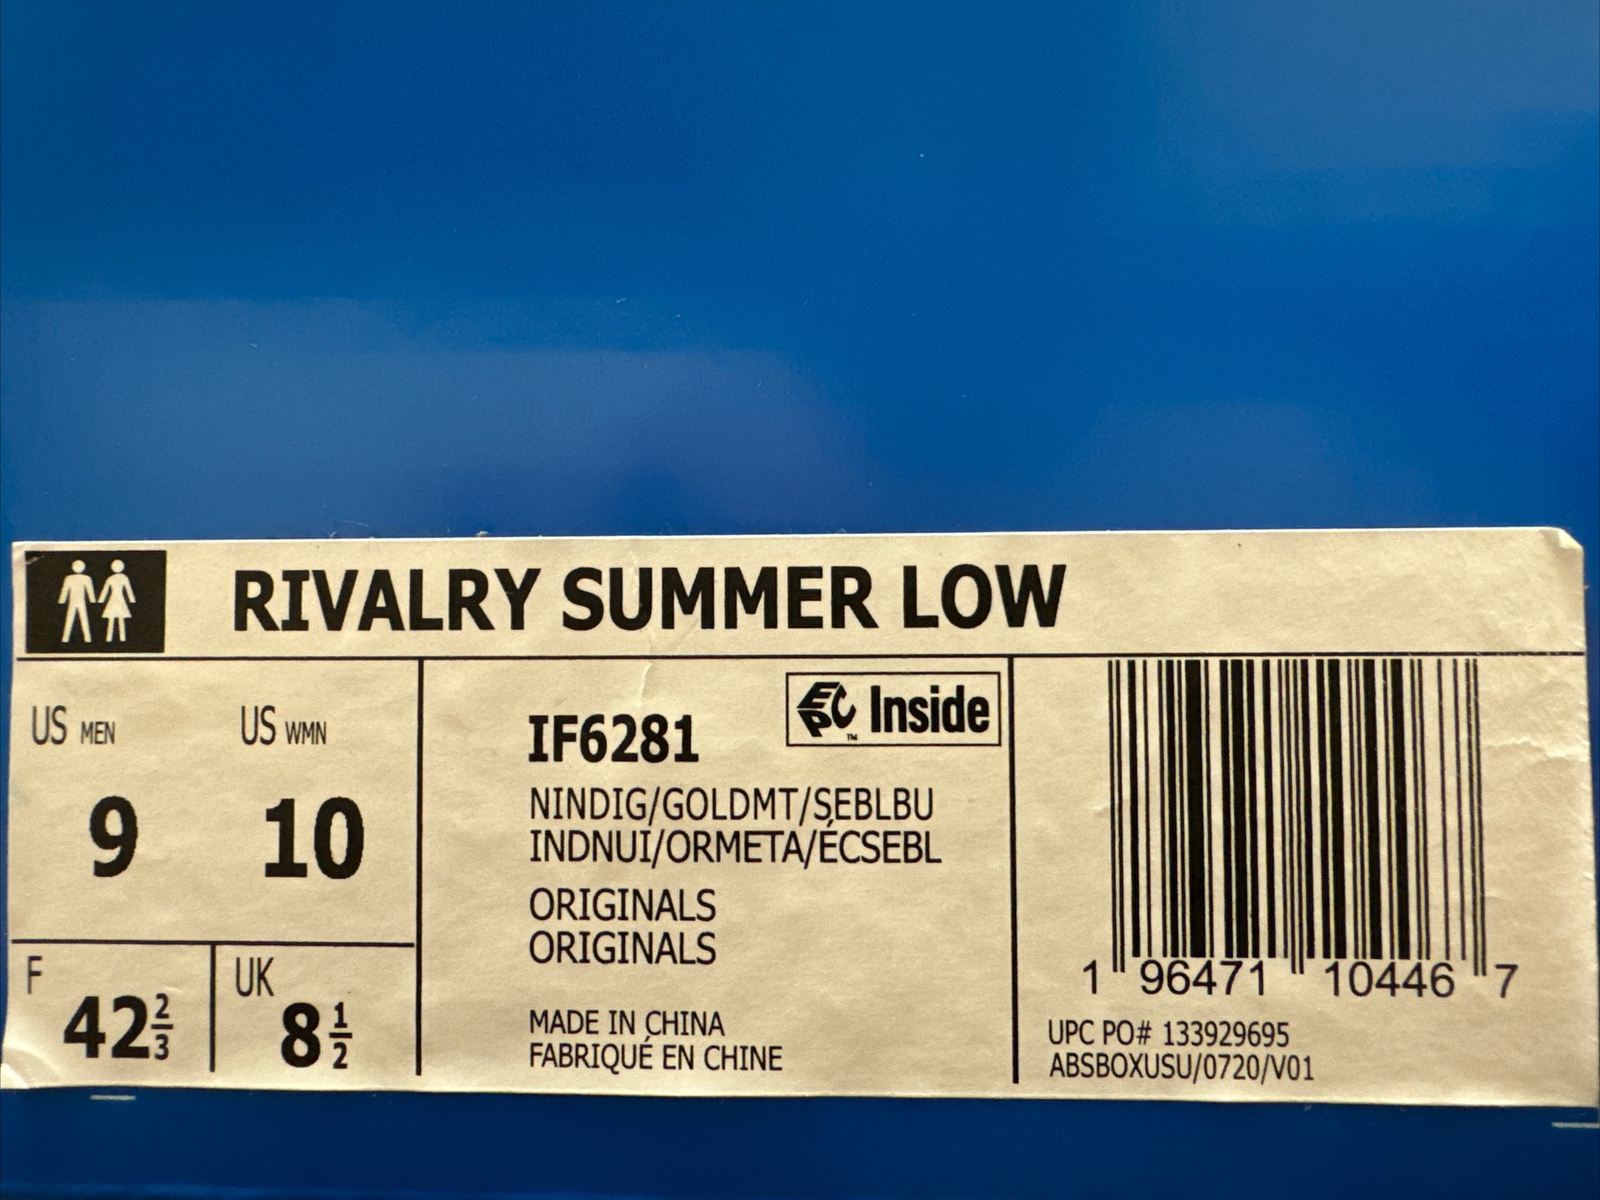 RIVALRY SUMMER LOW
US MEN US WMN
9 10
F 42 2/3
UK 8 1/2
EPC™ Inside
IF6281
NINDIG/GOLDMT/SEBLBU
INDNUI/ORMETA/ÉCSEBL
ORIGINALS
ORIGINALS
MADE IN CHINA
FABRIQUÉ EN CHINE
1 96471 10446 7
UPC PO# 133929695
ABSBOXUSU/0720/V01